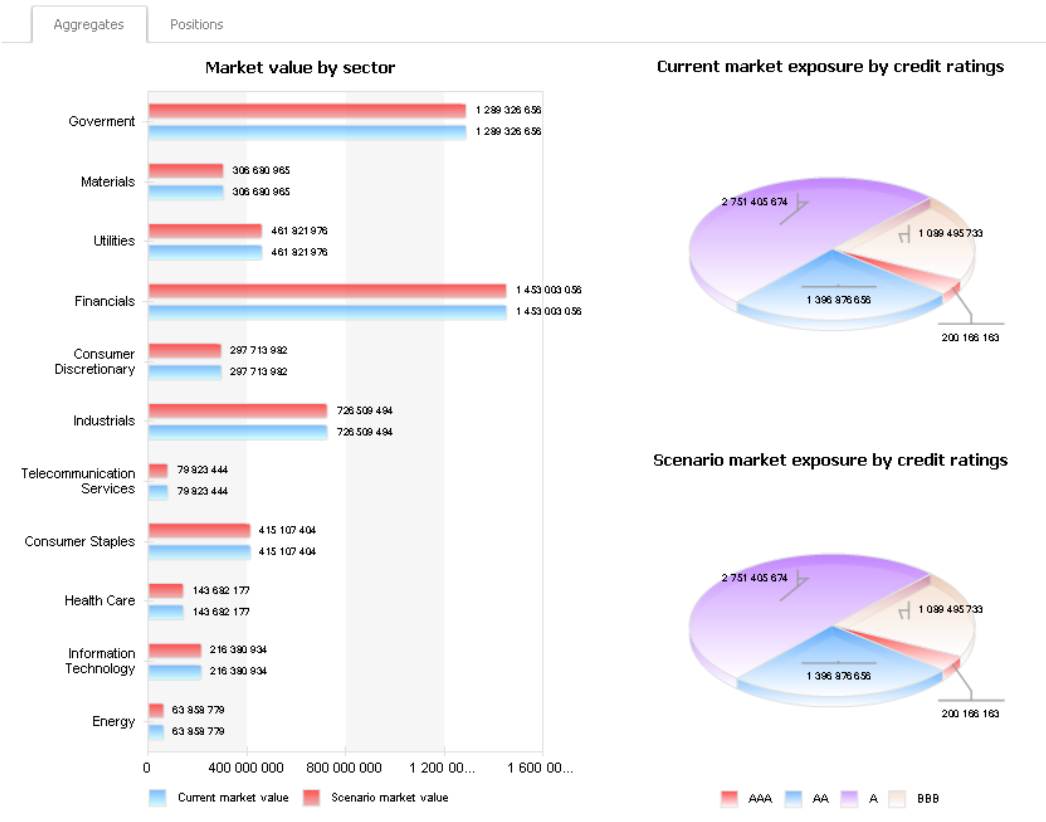 Aggregates
Positions
Market value by sector
Goverment
1 289 326 656
1 289 326 656
Materials
306 680 965
306 680 965
Utilities
461 821 976
461 821 976
Financials
1 453 003 056
1 453 003 056
Consumer
Discretionary
297 713 982
297 713 982
Industrials
726 509 494
726 509 494
Telecommunication
Services
79 823 444
79 823 444
Consumer Staples
415 107 404
415 107 404
Health Care
143 682 177
143 682 177
Information
Technology
216 380 934
216 380 934
Energy
63 858 779
63 858 779
0
400 000 000
800 000 000
1 200 00...
1 600 00...
Current market value
Scenario market value
Current market exposure by credit ratings
2 751 405 674
1 089 495 733
1 396 876 656
200 166 163
Scenario market exposure by credit ratings
2 751 405 674
1 089 495 733
1 396 876 656
200 166 163
AAA
AA
A
BBB